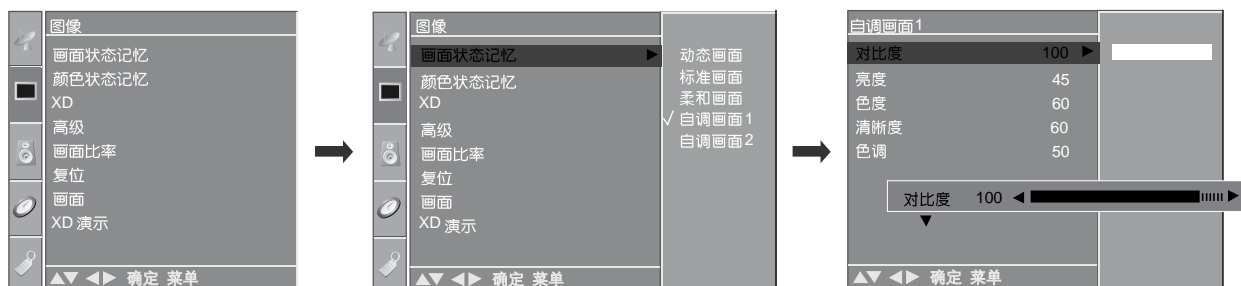 图像
画面状态记忆
颜色状态记忆
XD
高级
画面比率
复位
画面
XD 演示
▲▼ ◀▶ 确定 菜单
图像
画面状态记忆 ▶
颜色状态记忆
XD
高级
画面比率
复位
画面
XD 演示
▲▼ ◀▶ 确定 菜单
动态画面
标准画面
柔和画面
√ 自调画面1
自调画面2
自调画面1
对比度 100 ▶
亮度 45
色度 60
清晰度 60
色调 50
对比度 100 ◀ ▶
▼
▲▼ ◀▶ 确定 菜单